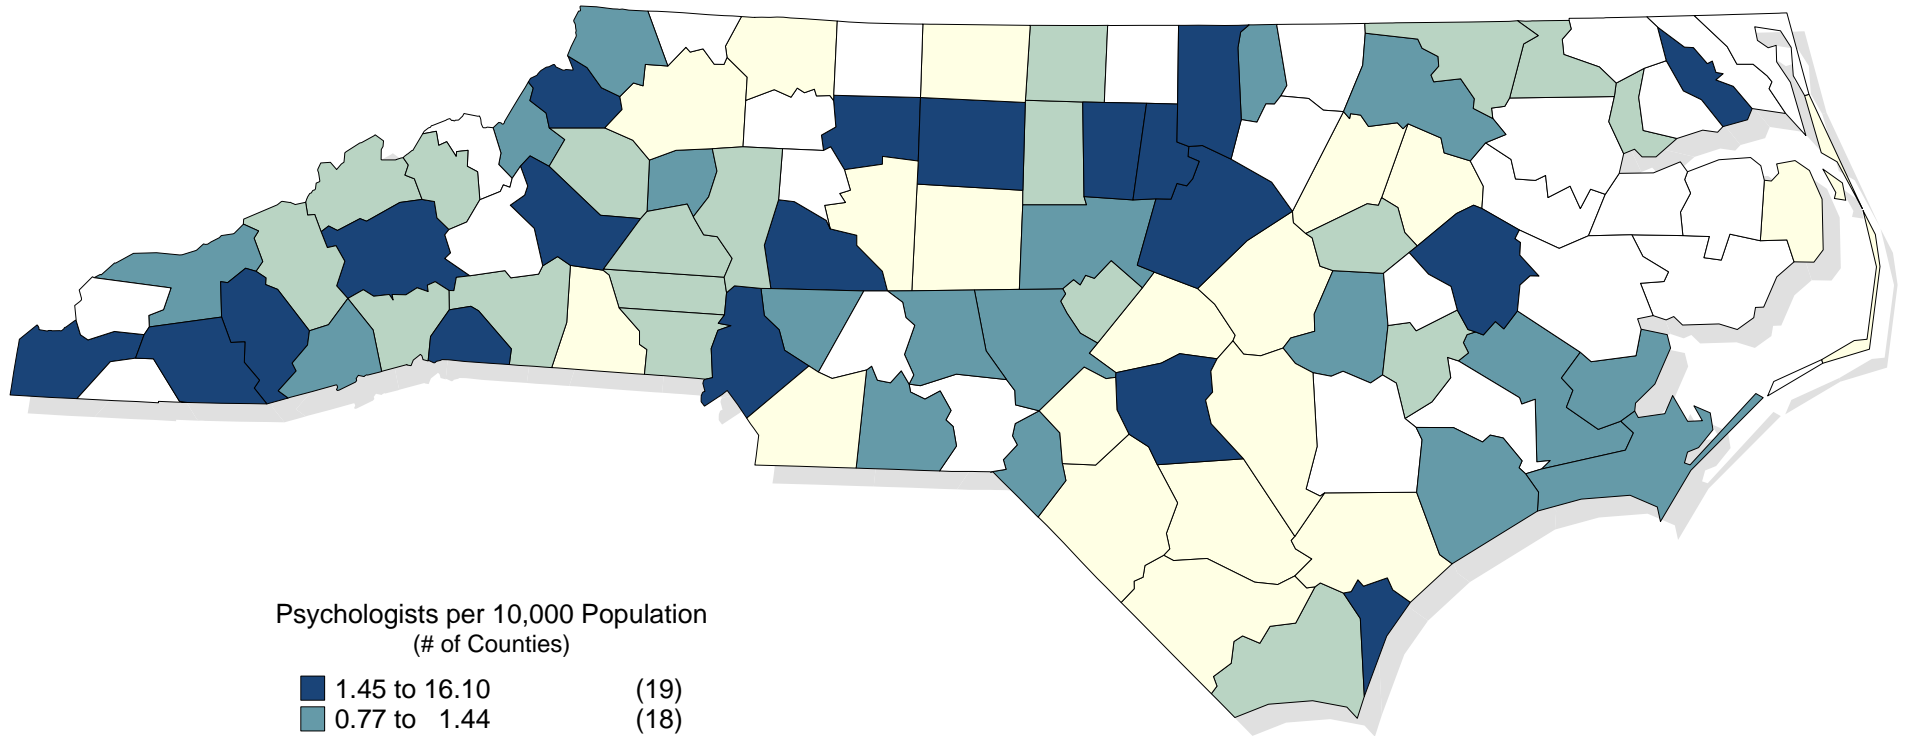 Psychologists per 10,000 Population
(# of Counties)
1.45 to 16.10 (19)
0.77 to 1.44 (18)